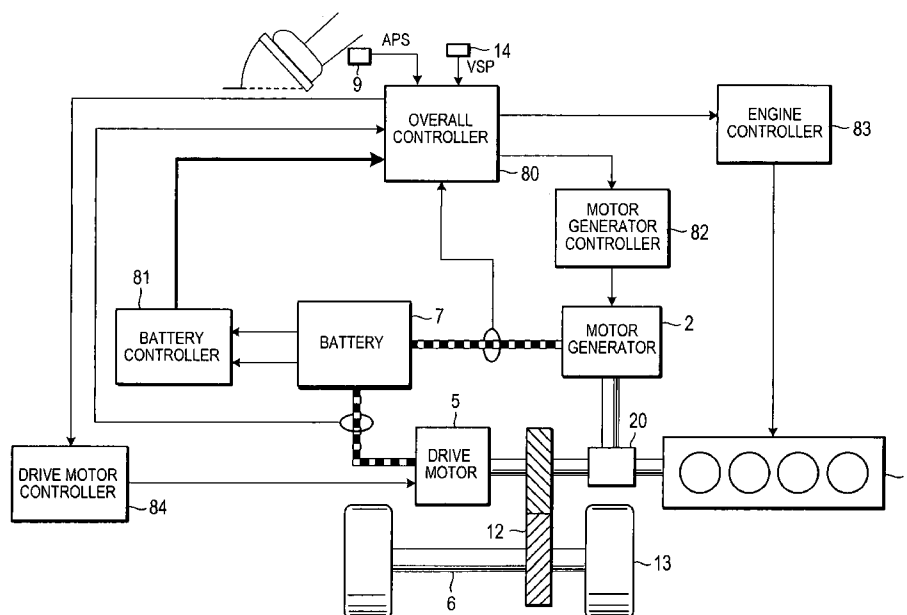 APS
9
14
VSP
OVERALL
CONTROLLER
80
ENGINE
CONTROLLER
83
MOTOR
GENERATOR
CONTROLLER
82
81
BATTERY
CONTROLLER
7
BATTERY
MOTOR
GENERATOR
2
5
DRIVE
MOTOR
20
DRIVE MOTOR
CONTROLLER
84
12
6
13